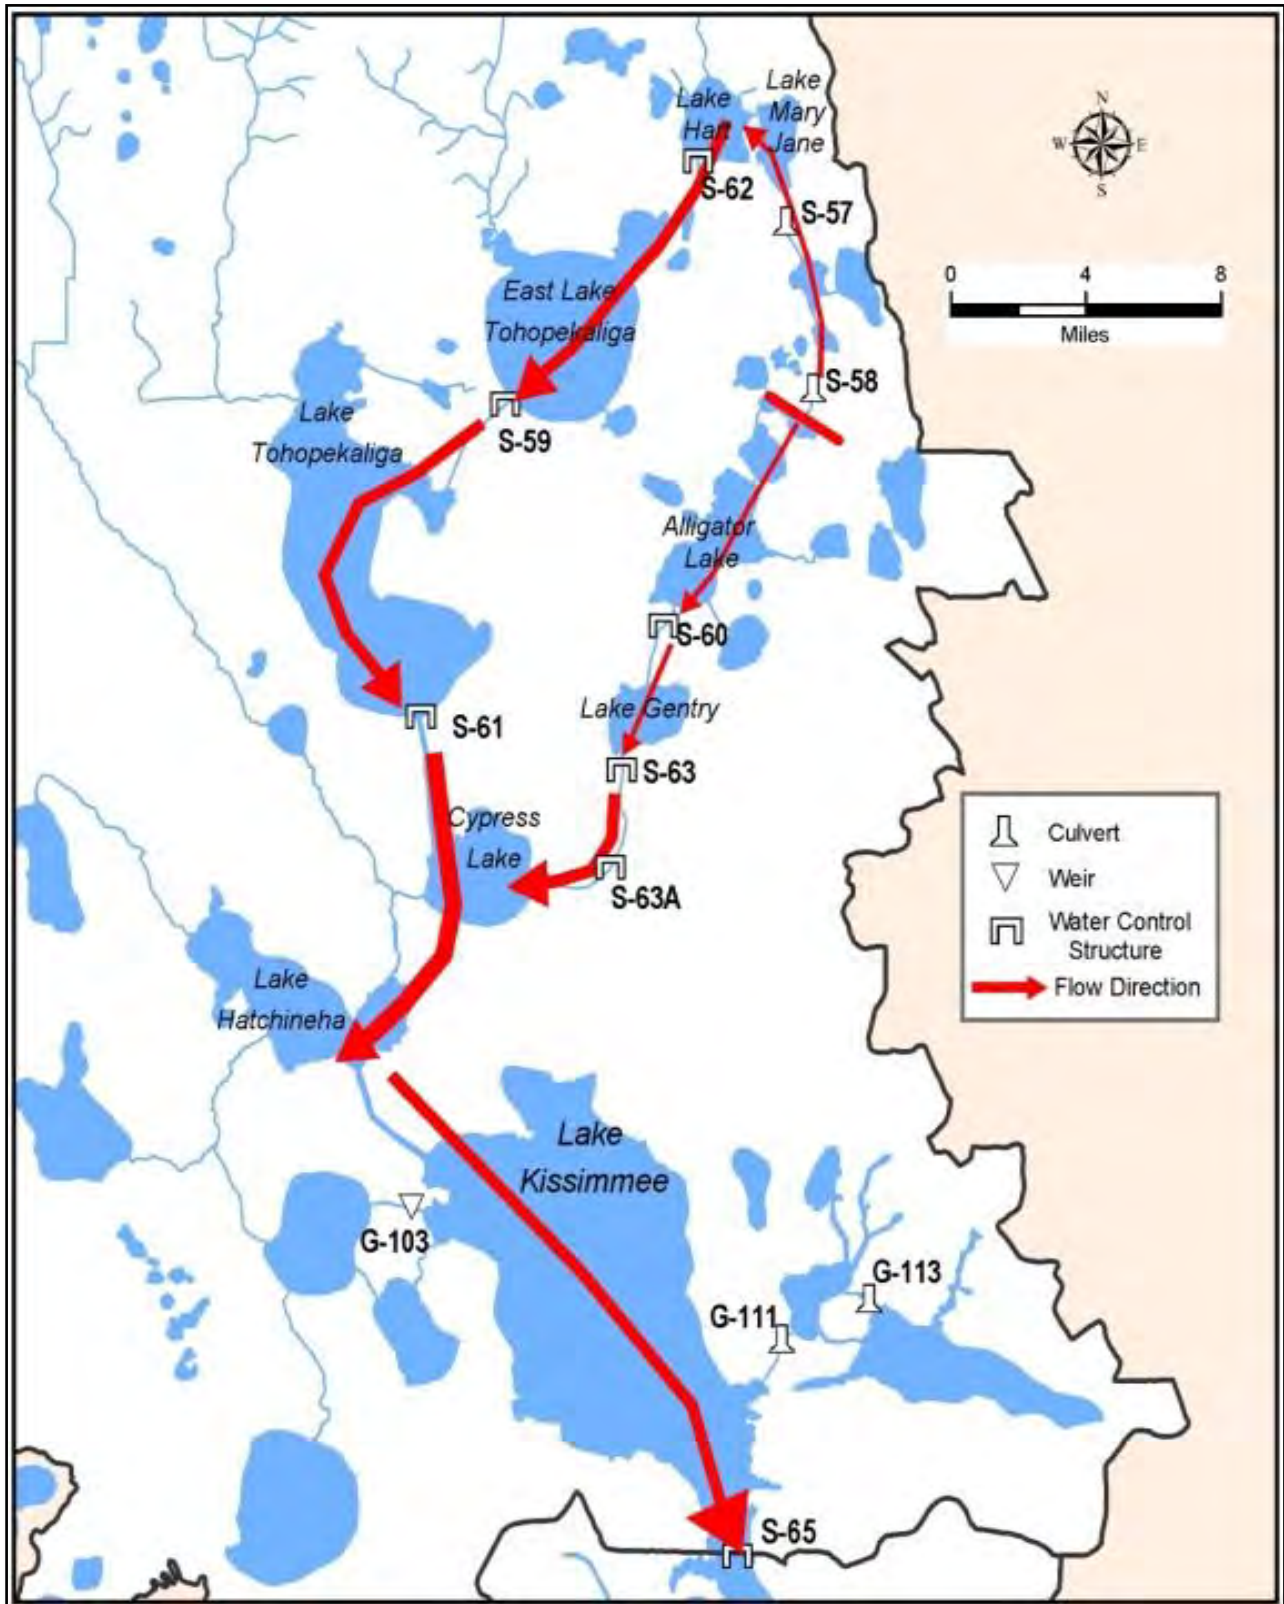 Lake
Hart
Lake
Mary
Jane
N
W
E
S
S-62
S-57
0
4
8
Miles
East Lake
Tohopekaliga
S-58
Lake
Tohopekaliga
S-59
Alligator
Lake
S-60
Lake Gentry
S-61
S-63
Cypress
Lake
S-63A
Culvert
Weir
Water Control
Structure
Flow Direction
Lake
Hatchineha
Lake
Kissimmee
G-103
G-113
G-111
S-65